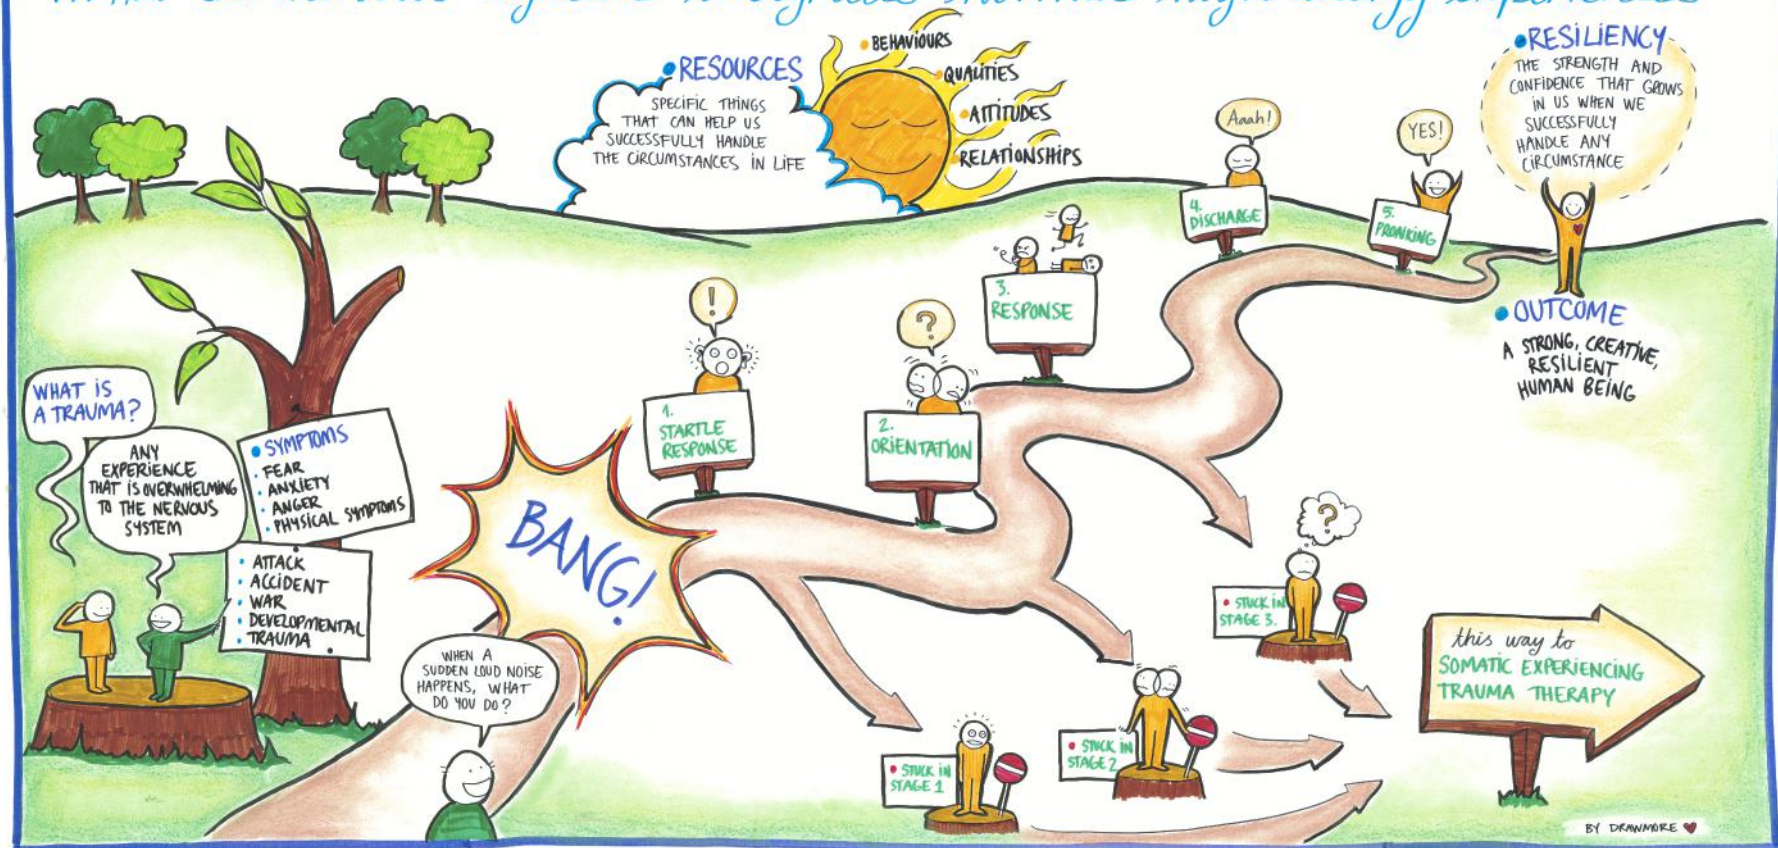 • RESOURCES
SPECIFIC THINGS
THAT CAN HELP US
SUCCESSFULLY HANDLE
THE CIRCUMSTANCES IN LIFE
• BEHAVIOURS
• QUALITIES
• ATTITUDES
• RELATIONSHIPS
• RESILIENCY
THE STRENGTH AND
CONFIDENCE THAT GROWS
IN US WHEN WE
SUCCESSFULLY
HANDLE ANY
CIRCUMSTANCE
WHAT IS
A TRAUMA?
ANY
EXPERIENCE
THAT IS OVERWHELMING
TO THE NERVOUS
SYSTEM
• SYMPTOMS
• FEAR
• ANXIETY
• ANGER
• PHYSICAL SYMPTOMS
• ATTACK
• ACCIDENT
• WAR
• DEVELOPMENTAL
• TRAUMA
WHEN A
SUDDEN LOUD NOISE
HAPPENS, WHAT
DO YOU DO?
BANG!
!
1.
STARTLE
RESPONSE
?
2.
ORIENTATION
3.
RESPONSE
Aaah!
4.
DISCHARGE
YES!
5.
PRONKING
• OUTCOME
A STRONG, CREATIVE,
RESILIENT
HUMAN BEING
• STUCK IN
STAGE 1
• STUCK IN
STAGE 2
?
• STUCK IN
STAGE 3.
this way to
SOMATIC EXPERIENCING
TRAUMA THERAPY
BY DRAWMORE ♥